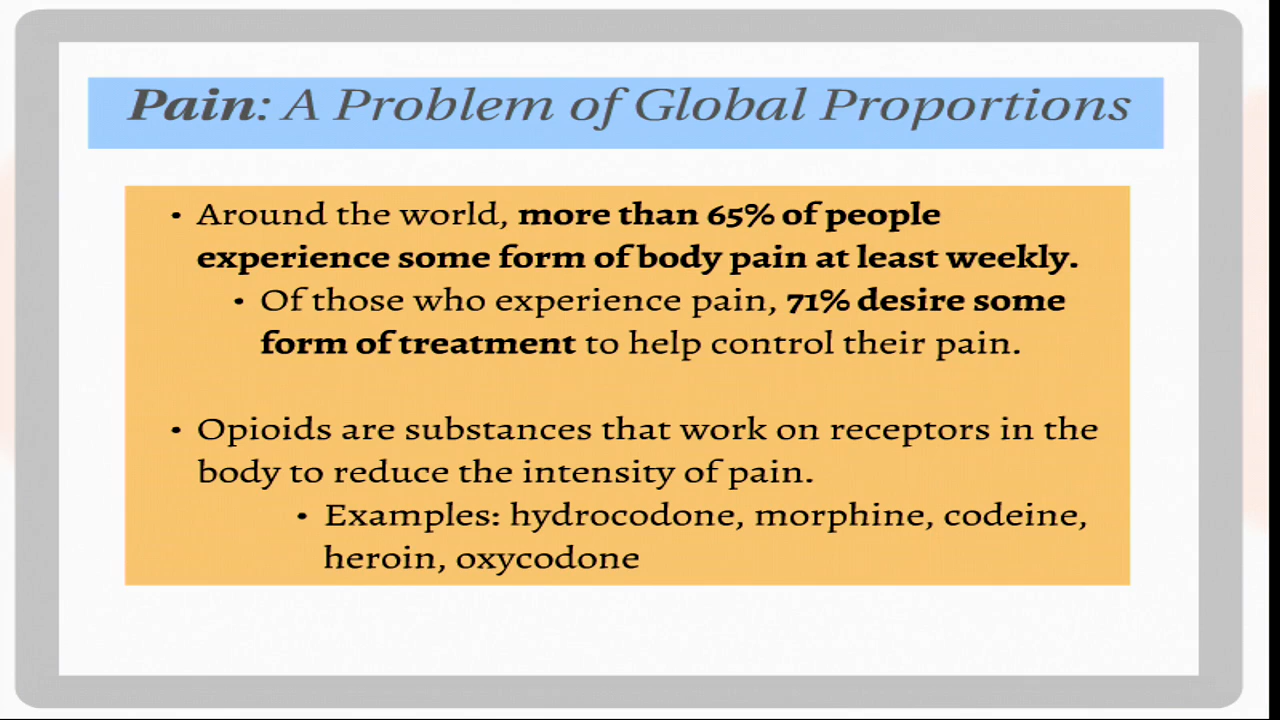 Pain: A Problem of Global Proportions
• Around the world, more than 65% of people
experience some form of body pain at least weekly.
• Of those who experience pain, 71% desire some
form of treatment to help control their pain.
• Opioids are substances that work on receptors in the
body to reduce the intensity of pain.
• Examples: hydrocodone, morphine, codeine,
heroin, oxycodone